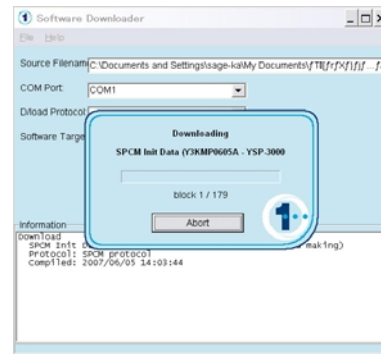 Software Downloader
File Help
Source Filenam C:\Documents and Settings\sage-ka\My Documents\
COM Port: COM1
D/load Protocol
Software Targe
Downloading
SPCM Init Data (Y3KMP0605A - YSP-3000
block 1 / 179
Abort
Information
Download
SPCM Init making)
Protocol: SPCM protocol
Compiled: 2007/06/05 14:03:44